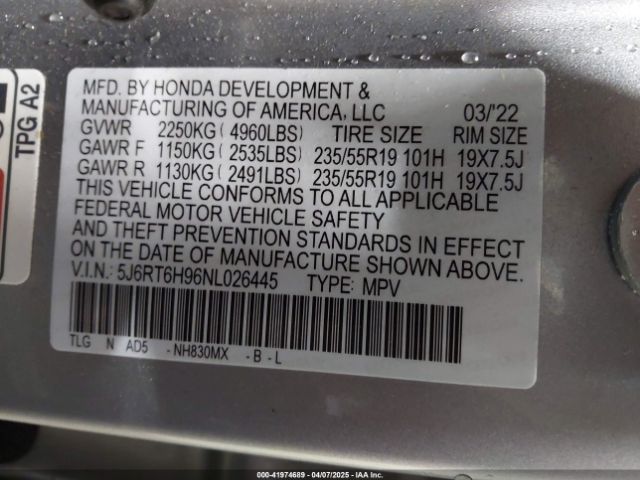 TPG A2
MFD. BY HONDA DEVELOPMENT &
MANUFACTURING OF AMERICA, LLC 03/'22
GVWR 2250KG ( 4960LBS) TIRE SIZE RIM SIZE
GAWR F 1150KG ( 2535LBS) 235/55R19 101H 19X7.5J
GAWR R 1130KG ( 2491LBS) 235/55R19 101H 19X7.5J
THIS VEHICLE CONFORMS TO ALL APPLICABLE
FEDERAL MOTOR VEHICLE SAFETY
AND THEFT PREVENTION STANDARDS IN EFFECT
ON THE DATE OF MANUFACTURE SHOWN ABOVE.
V.I.N.: 5J6RT6H96NL026445 TYPE: MPV
TLG N AD5 - NH830MX - B - L
000-41974689 - 04/07/2025 - IAA Inc.